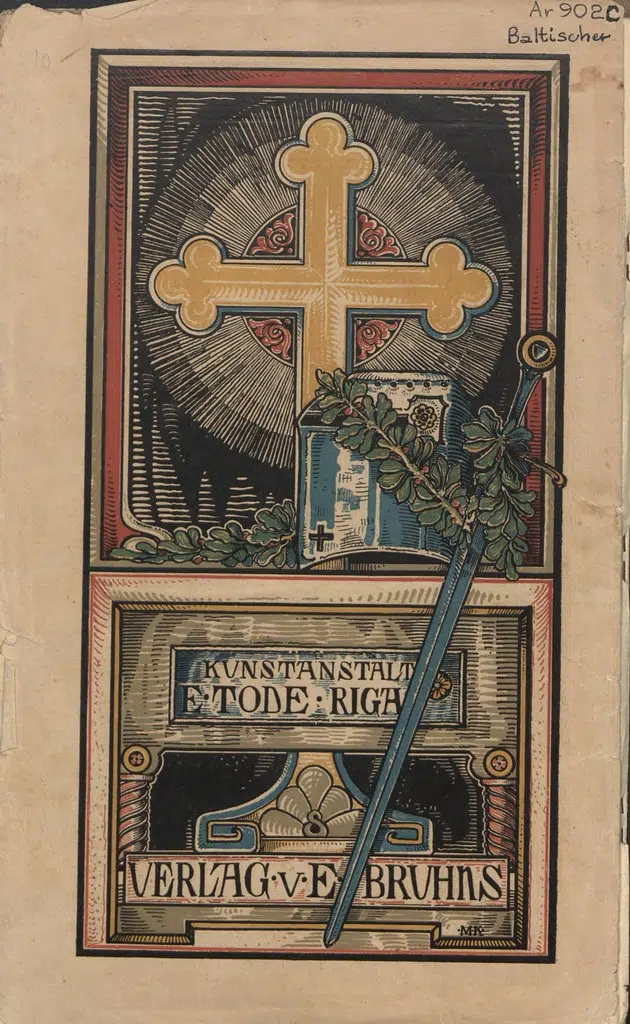 Ar 902c
Baltischer
KUNSTANSTALT
E·TODE·RIGA
S
VERLAG·V·E·BRUHNS
·MK·